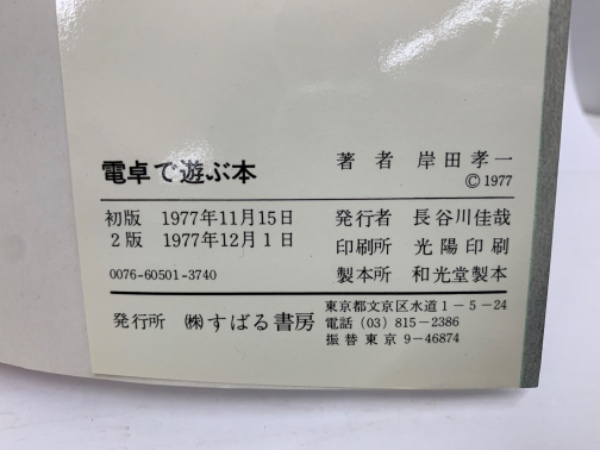 電卓で遊ぶ本
著者 岸田孝一
©1977
初版 1977年11月15日
2版 1977年12月1日
0076-60501-3740
発行者 長谷川佳哉
印刷所 光陽印刷
製本所 和光堂製本
発行所 ㈱すばる書房
東京都文京区水道1-5-24
電話(03)815-2386
振替東京9-46874